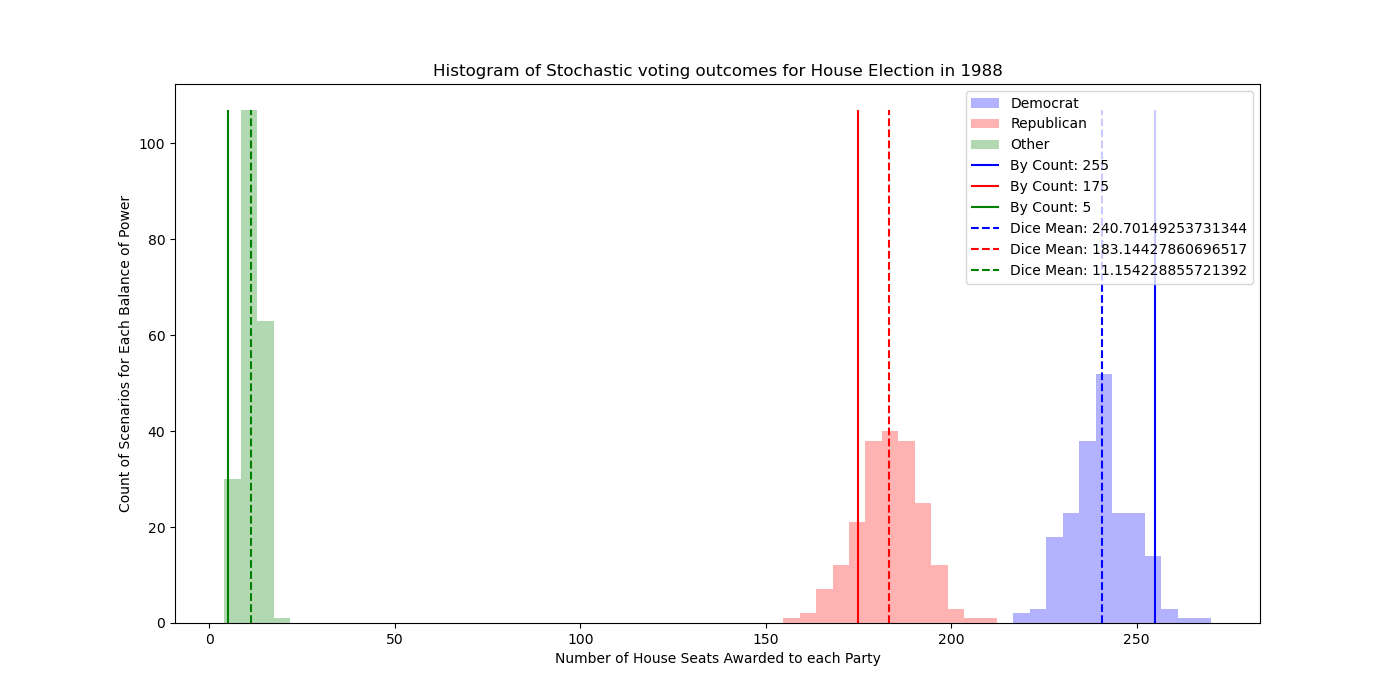 Histogram of Stochastic voting outcomes for House Election in 1988
Democrat
Republican
Other
By Count: 255
By Count: 175
By Count: 5
Dice Mean: 240.70149253731344
Dice Mean: 183.14427860696517
Dice Mean: 11.154228855721392
Count of Scenarios for Each Balance of Power
100
80
60
40
20
0
0 50 100 150 200 250
Number of House Seats Awarded to each Party